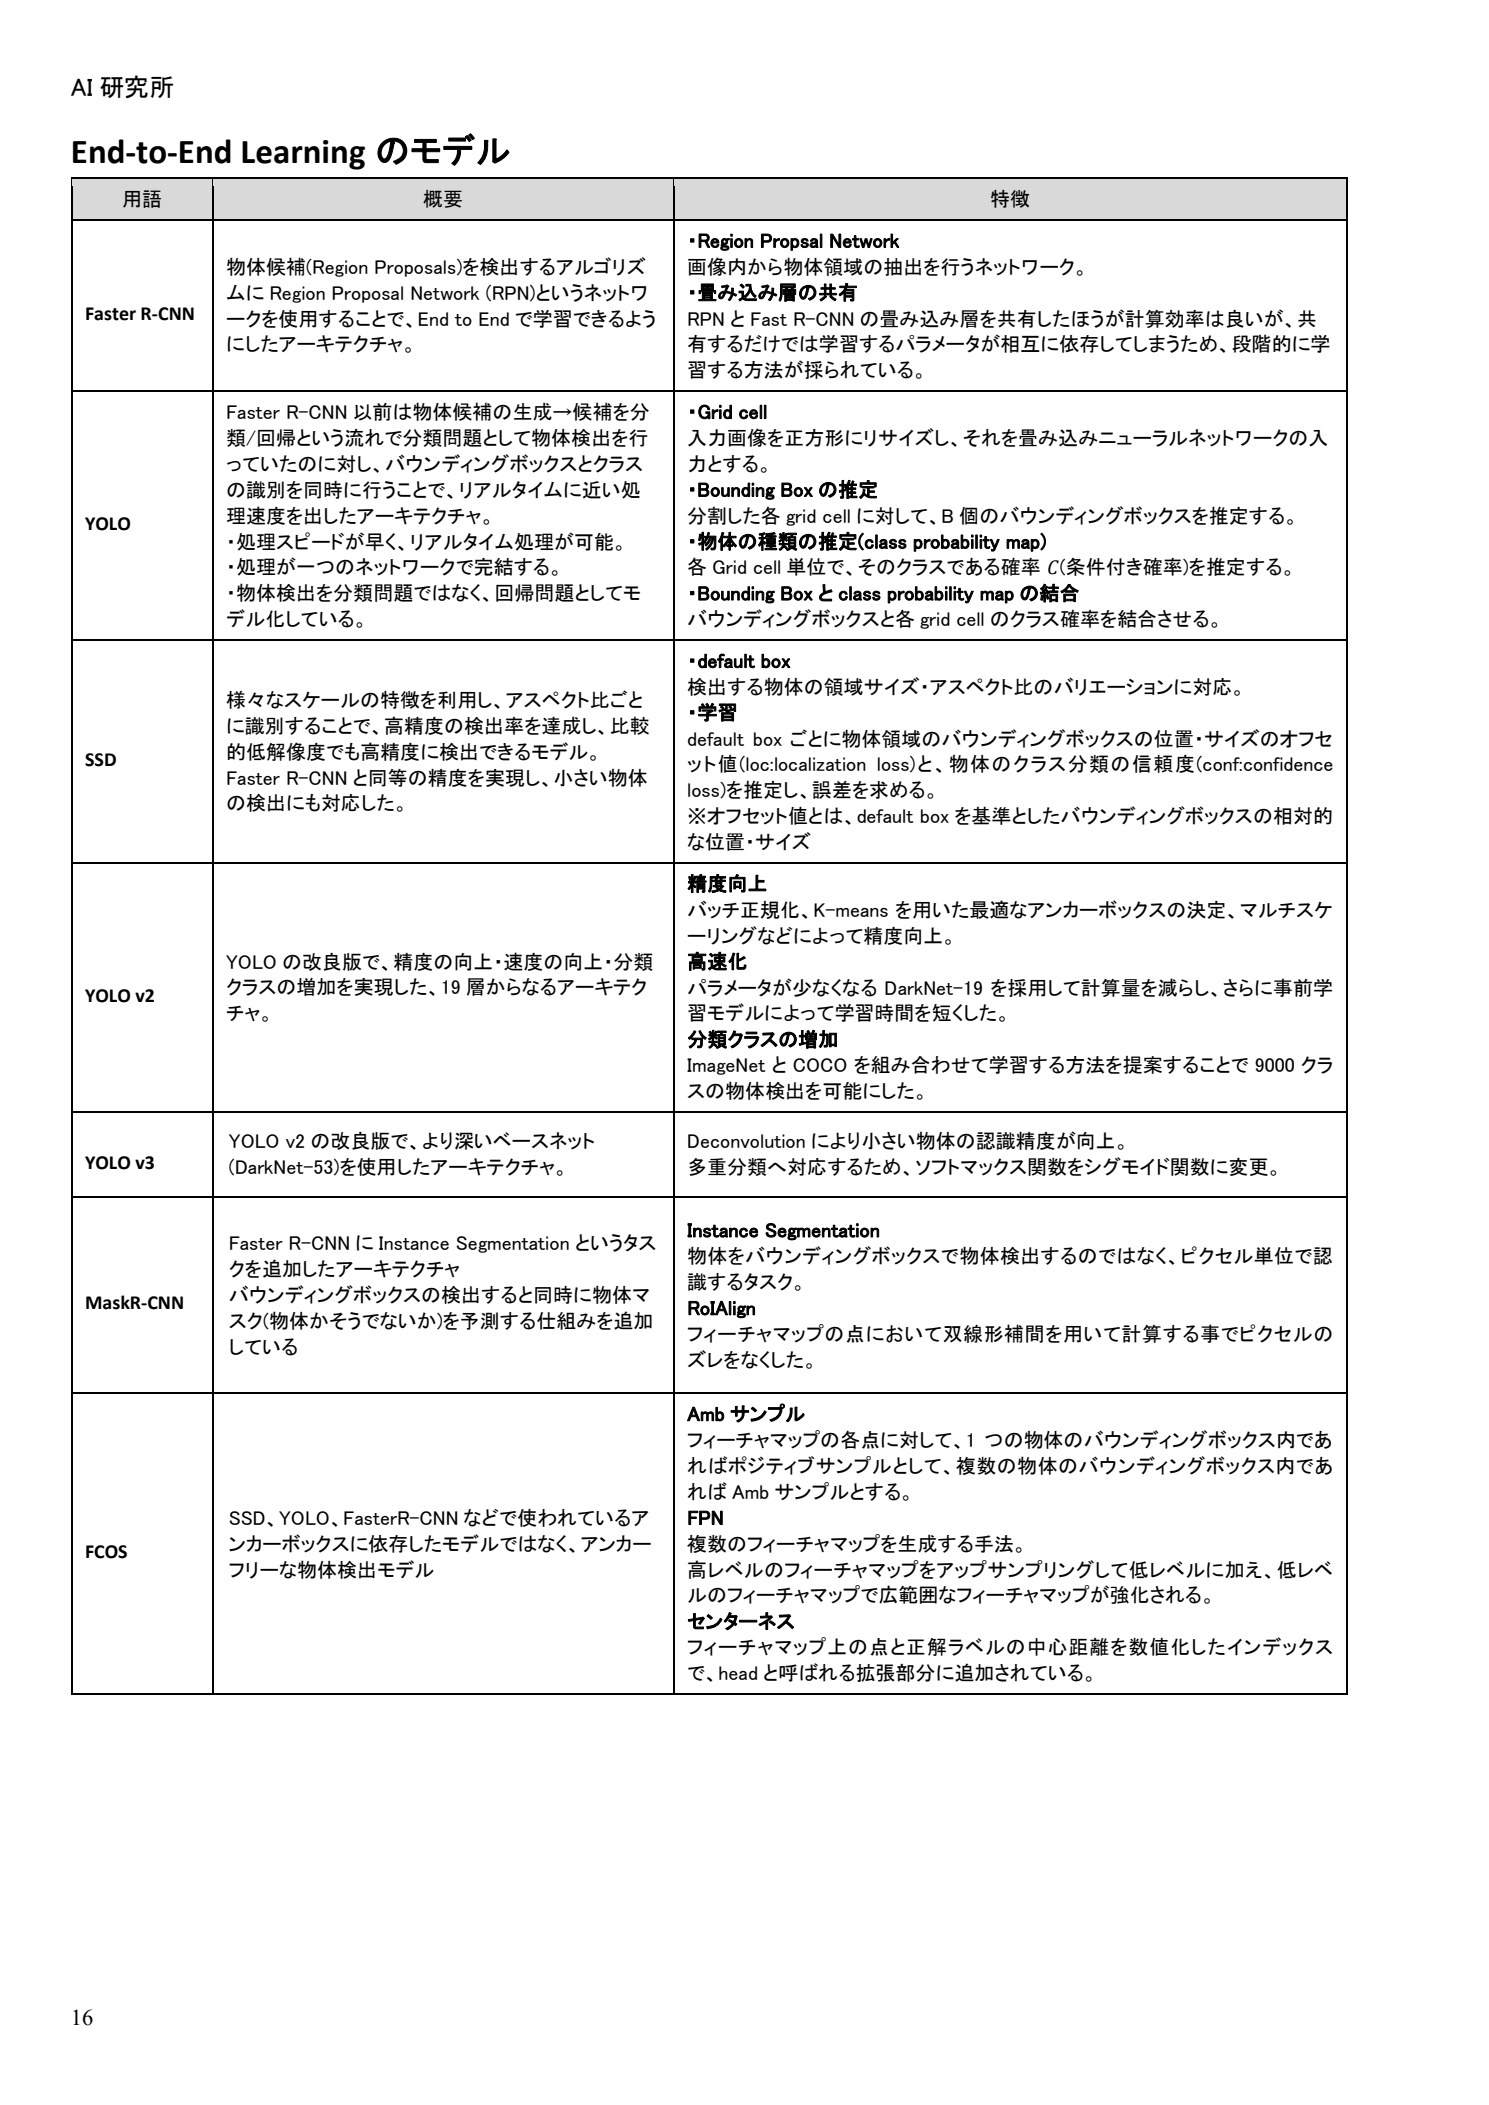 AI 研究所
End-to-End Learning のモデル
用語
概要
特徴
Faster R-CNN
物体候補(Region Proposals)を検出するアルゴリズ
ムに Region Proposal Network (RPN)というネットワ
ークを使用することで、End to End で学習できるよう
にしたアーキテクチャ。
・Region Propsal Network
画像内から物体領域の抽出を行うネットワーク。
・畳み込み層の共有
RPN と Fast R-CNN の畳み込み層を共有したほうが計算効率は良いが、共
有するだけでは学習するパラメータが相互に依存してしまうため、段階的に学
習する方法が採られている。
YOLO
Faster R-CNN 以前は物体候補の生成→候補を分
類/回帰という流れで分類問題として物体検出を行
っていたのに対し、バウンディングボックスとクラス
の識別を同時に行うことで、リアルタイムに近い処
理速度を出したアーキテクチャ。
・処理スピードが早く、リアルタイム処理が可能。
・処理が一つのネットワークで完結する。
・物体検出を分類問題ではなく、回帰問題としてモ
デル化している。
・Grid cell
入力画像を正方形にリサイズし、それを畳み込みニューラルネットワークの入
力とする。
・Bounding Box の推定
分割した各 grid cell に対して、B 個のバウンディングボックスを推定する。
・物体の種類の推定(class probability map)
各 Grid cell 単位で、そのクラスである確率 C(条件付き確率)を推定する。
・Bounding Box と class probability map の結合
バウンディングボックスと各 grid cell のクラス確率を結合させる。
SSD
様々なスケールの特徴を利用し、アスペクト比ごと
に識別することで、高精度の検出率を達成し、比較
的低解像度でも高精度に検出できるモデル。
Faster R-CNN と同等の精度を実現し、小さい物体
の検出にも対応した。
・default box
検出する物体の領域サイズ・アスペクト比のバリエーションに対応。
・学習
default box ごとに物体領域のバウンディングボックスの位置・サイズのオフセ
ット値(loc:localization loss)と、物体のクラス分類の信頼度(conf:confidence
loss)を推定し、誤差を求める。
※オフセット値とは、default box を基準としたバウンディングボックスの相対的
な位置・サイズ
YOLO v2
YOLO の改良版で、精度の向上・速度の向上・分類
クラスの増加を実現した、19 層からなるアーキテク
チャ。
精度向上
バッチ正規化、K-means を用いた最適なアンカーボックスの決定、マルチスケ
ーリングなどによって精度向上。
高速化
パラメータが少なくなる DarkNet-19 を採用して計算量を減らし、さらに事前学
習モデルによって学習時間を短くした。
分類クラスの増加
ImageNet と COCO を組み合わせて学習する方法を提案することで 9000 クラ
スの物体検出を可能にした。
YOLO v3
YOLO v2 の改良版で、より深いベースネット
(DarkNet-53)を使用したアーキテクチャ。
Deconvolution により小さい物体の認識精度が向上。
多重分類へ対応するため、ソフトマックス関数をシグモイド関数に変更。
MaskR-CNN
Faster R-CNN に Instance Segmentation というタス
クを追加したアーキテクチャ
バウンディングボックスの検出すると同時に物体マ
スク(物体かそうでないか)を予測する仕組みを追加
している
Instance Segmentation
物体をバウンディングボックスで物体検出するのではなく、ピクセル単位で認
識するタスク。
RoIAlign
フィーチャマップの点において双線形補間を用いて計算する事でピクセルの
ズレをなくした。
FCOS
SSD、YOLO、FasterR-CNN などで使われているア
ンカーボックスに依存したモデルではなく、アンカー
フリーな物体検出モデル
Amb サンプル
フィーチャマップの各点に対して、1 つの物体のバウンディングボックス内であ
ればポジティブサンプルとして、複数の物体のバウンディングボックス内であ
れば Amb サンプルとする。
FPN
複数のフィーチャマップを生成する手法。
高レベルのフィーチャマップをアップサンプリングして低レベルに加え、低レベ
ルのフィーチャマップで広範囲なフィーチャマップが強化される。
センターネス
フィーチャマップ上の点と正解ラベルの中心距離を数値化したインデックス
で、head と呼ばれる拡張部分に追加されている。
16